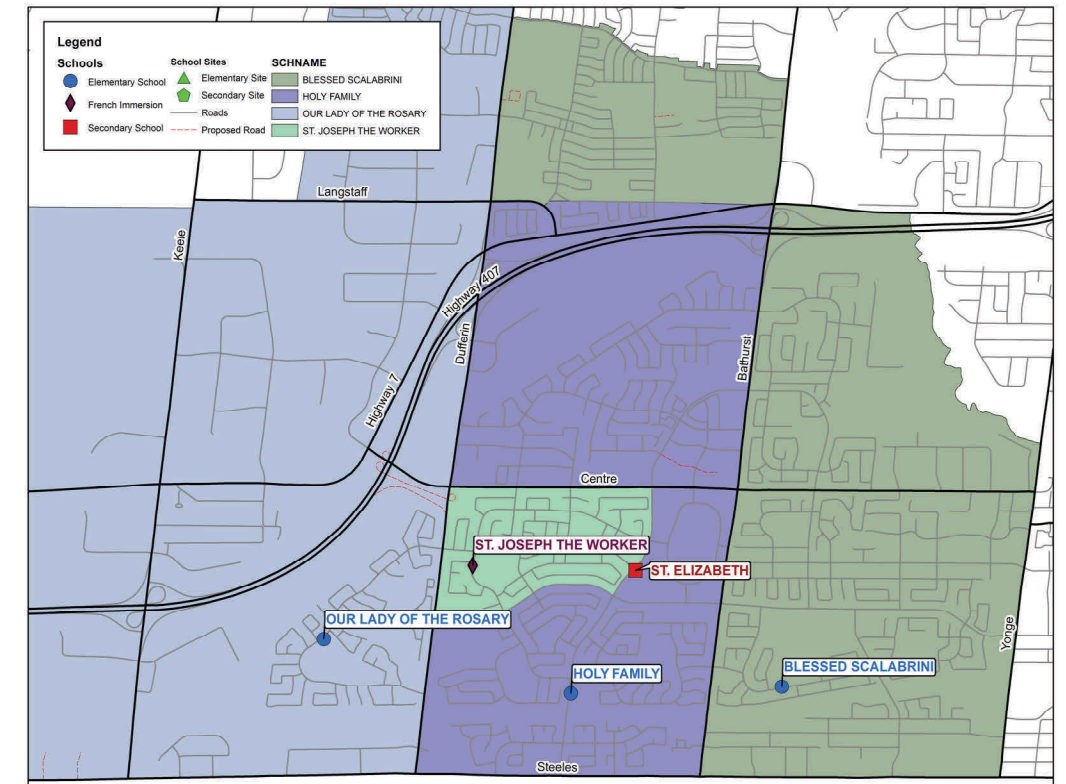 Legend
Schools
Elementary School
French Immersion
Secondary School
School Sites
Elementary Site
Secondary Site
Roads
Proposed Road
SCHNAME
BLESSED SCALABRINI
HOLY FAMILY
OUR LADY OF THE ROSARY
ST. JOSEPH THE WORKER
Langstaff
Keele
Highway 407
Dufferin
Bathurst
Highway 7
Centre
ST. JOSEPH THE WORKER
ST. ELIZABETH
OUR LADY OF THE ROSARY
Yonge
HOLY FAMILY
BLESSED SCALABRINI
Steeles